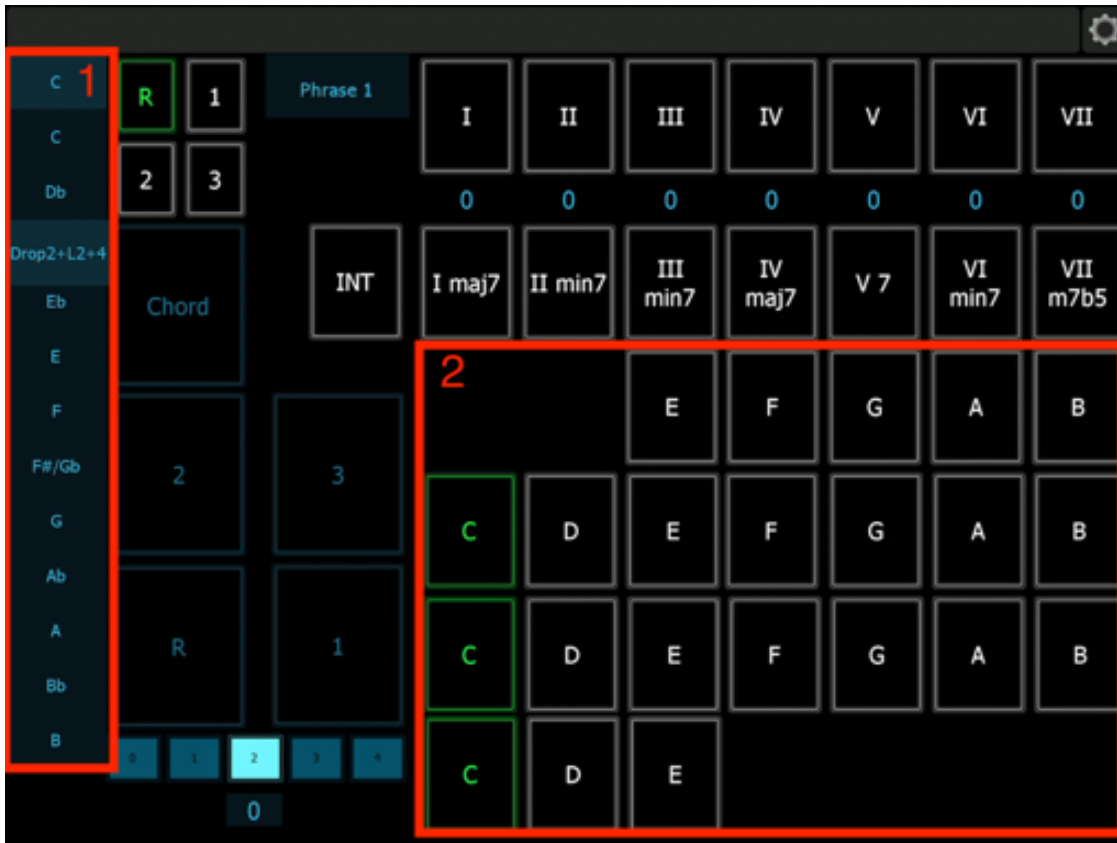 1
C
C
Db
Drop2+L2+4
Eb
E
F
F#/Gb
G
Ab
A
Bb
B
R 1
2 3
Chord
2 3
R 1
0 1 2 3 4
0
Phrase 1
INT
I II III IV V VI VII
0 0 0 0 0 0 0
I maj7 II min7 III min7 IV maj7 V 7 VI min7 VII m7b5
2
E F G A B
C D E F G A B
C D E F G A B
C D E